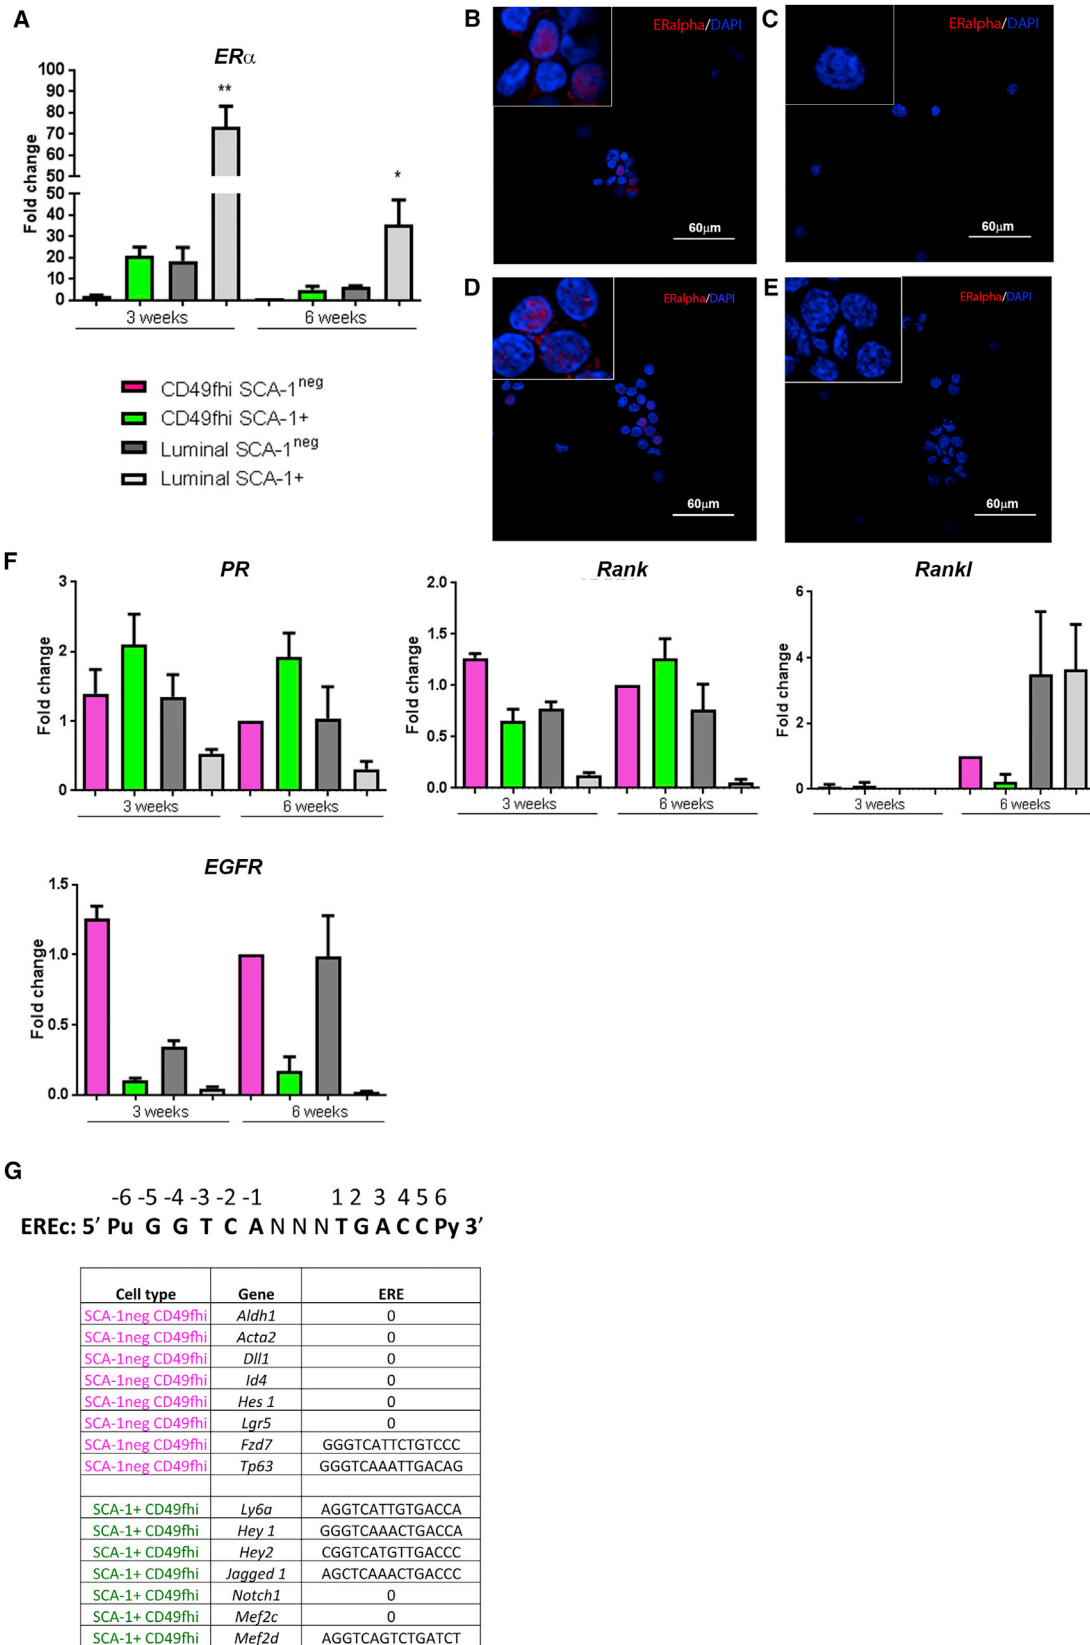 A
ERα
Fold change
100
90
80
70
60
50
50
40
30
20
10
0
**
*
3 weeks
6 weeks
CD49fhi SCA-1neg
CD49fhi SCA-1+
Luminal SCA-1neg
Luminal SCA-1+
B
ERalpha/DAPI
60µm
C
ERalpha/DAPI
60µm
D
ERalpha/DAPI
60µm
E
ERalpha/DAPI
60µm
F
PR
Fold change
3
2
1
0
3 weeks
6 weeks
Rank
Fold change
2.0
1.5
1.0
0.5
0.0
3 weeks
6 weeks
Rankl
Fold change
6
4
2
0
3 weeks
6 weeks
EGFR
Fold change
1.5
1.0
0.5
0.0
3 weeks
6 weeks
G
-6 -5 -4 -3 -2 -1 1 2 3 4 5 6
EREc: 5′ Pu G G T C A N N N T G A C C Py 3′
Cell type Gene ERE
SCA-1neg CD49fhi Aldh1 0
SCA-1neg CD49fhi Acta2 0
SCA-1neg CD49fhi Dll1 0
SCA-1neg CD49fhi Id4 0
SCA-1neg CD49fhi Hes 1 0
SCA-1neg CD49fhi Lgr5 0
SCA-1neg CD49fhi Fzd7 GGGTCATTCTGTCCC
SCA-1neg CD49fhi Tp63 GGGTCAAATTGACAG
SCA-1+ CD49fhi Ly6a AGGTCATTGTGACCA
SCA-1+ CD49fhi Hey 1 GGGTCAAACTGACCA
SCA-1+ CD49fhi Hey2 CGGTCATGTTGACCC
SCA-1+ CD49fhi Jagged 1 AGCTCAAACTGACCC
SCA-1+ CD49fhi Notch1 0
SCA-1+ CD49fhi Mef2c 0
SCA-1+ CD49fhi Mef2d AGGTCAGTCTGATCT